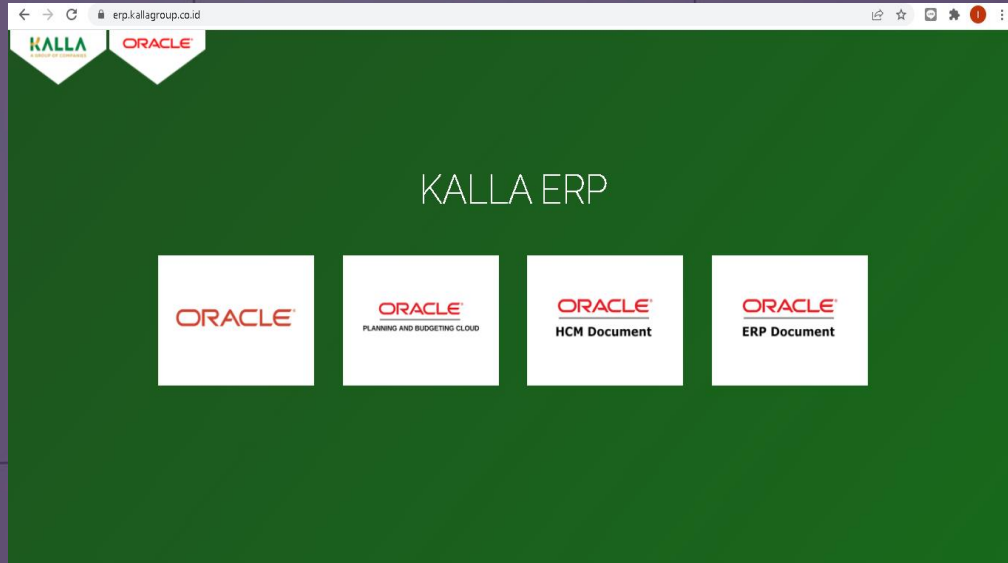 erp.kallagroup.co.id
KALLA
A GROUP OF COMPANIES
ORACLE
KALLA ERP
ORACLE
ORACLE
PLANNING AND BUDGETING CLOUD
ORACLE
HCM Document
ORACLE
ERP Document
I